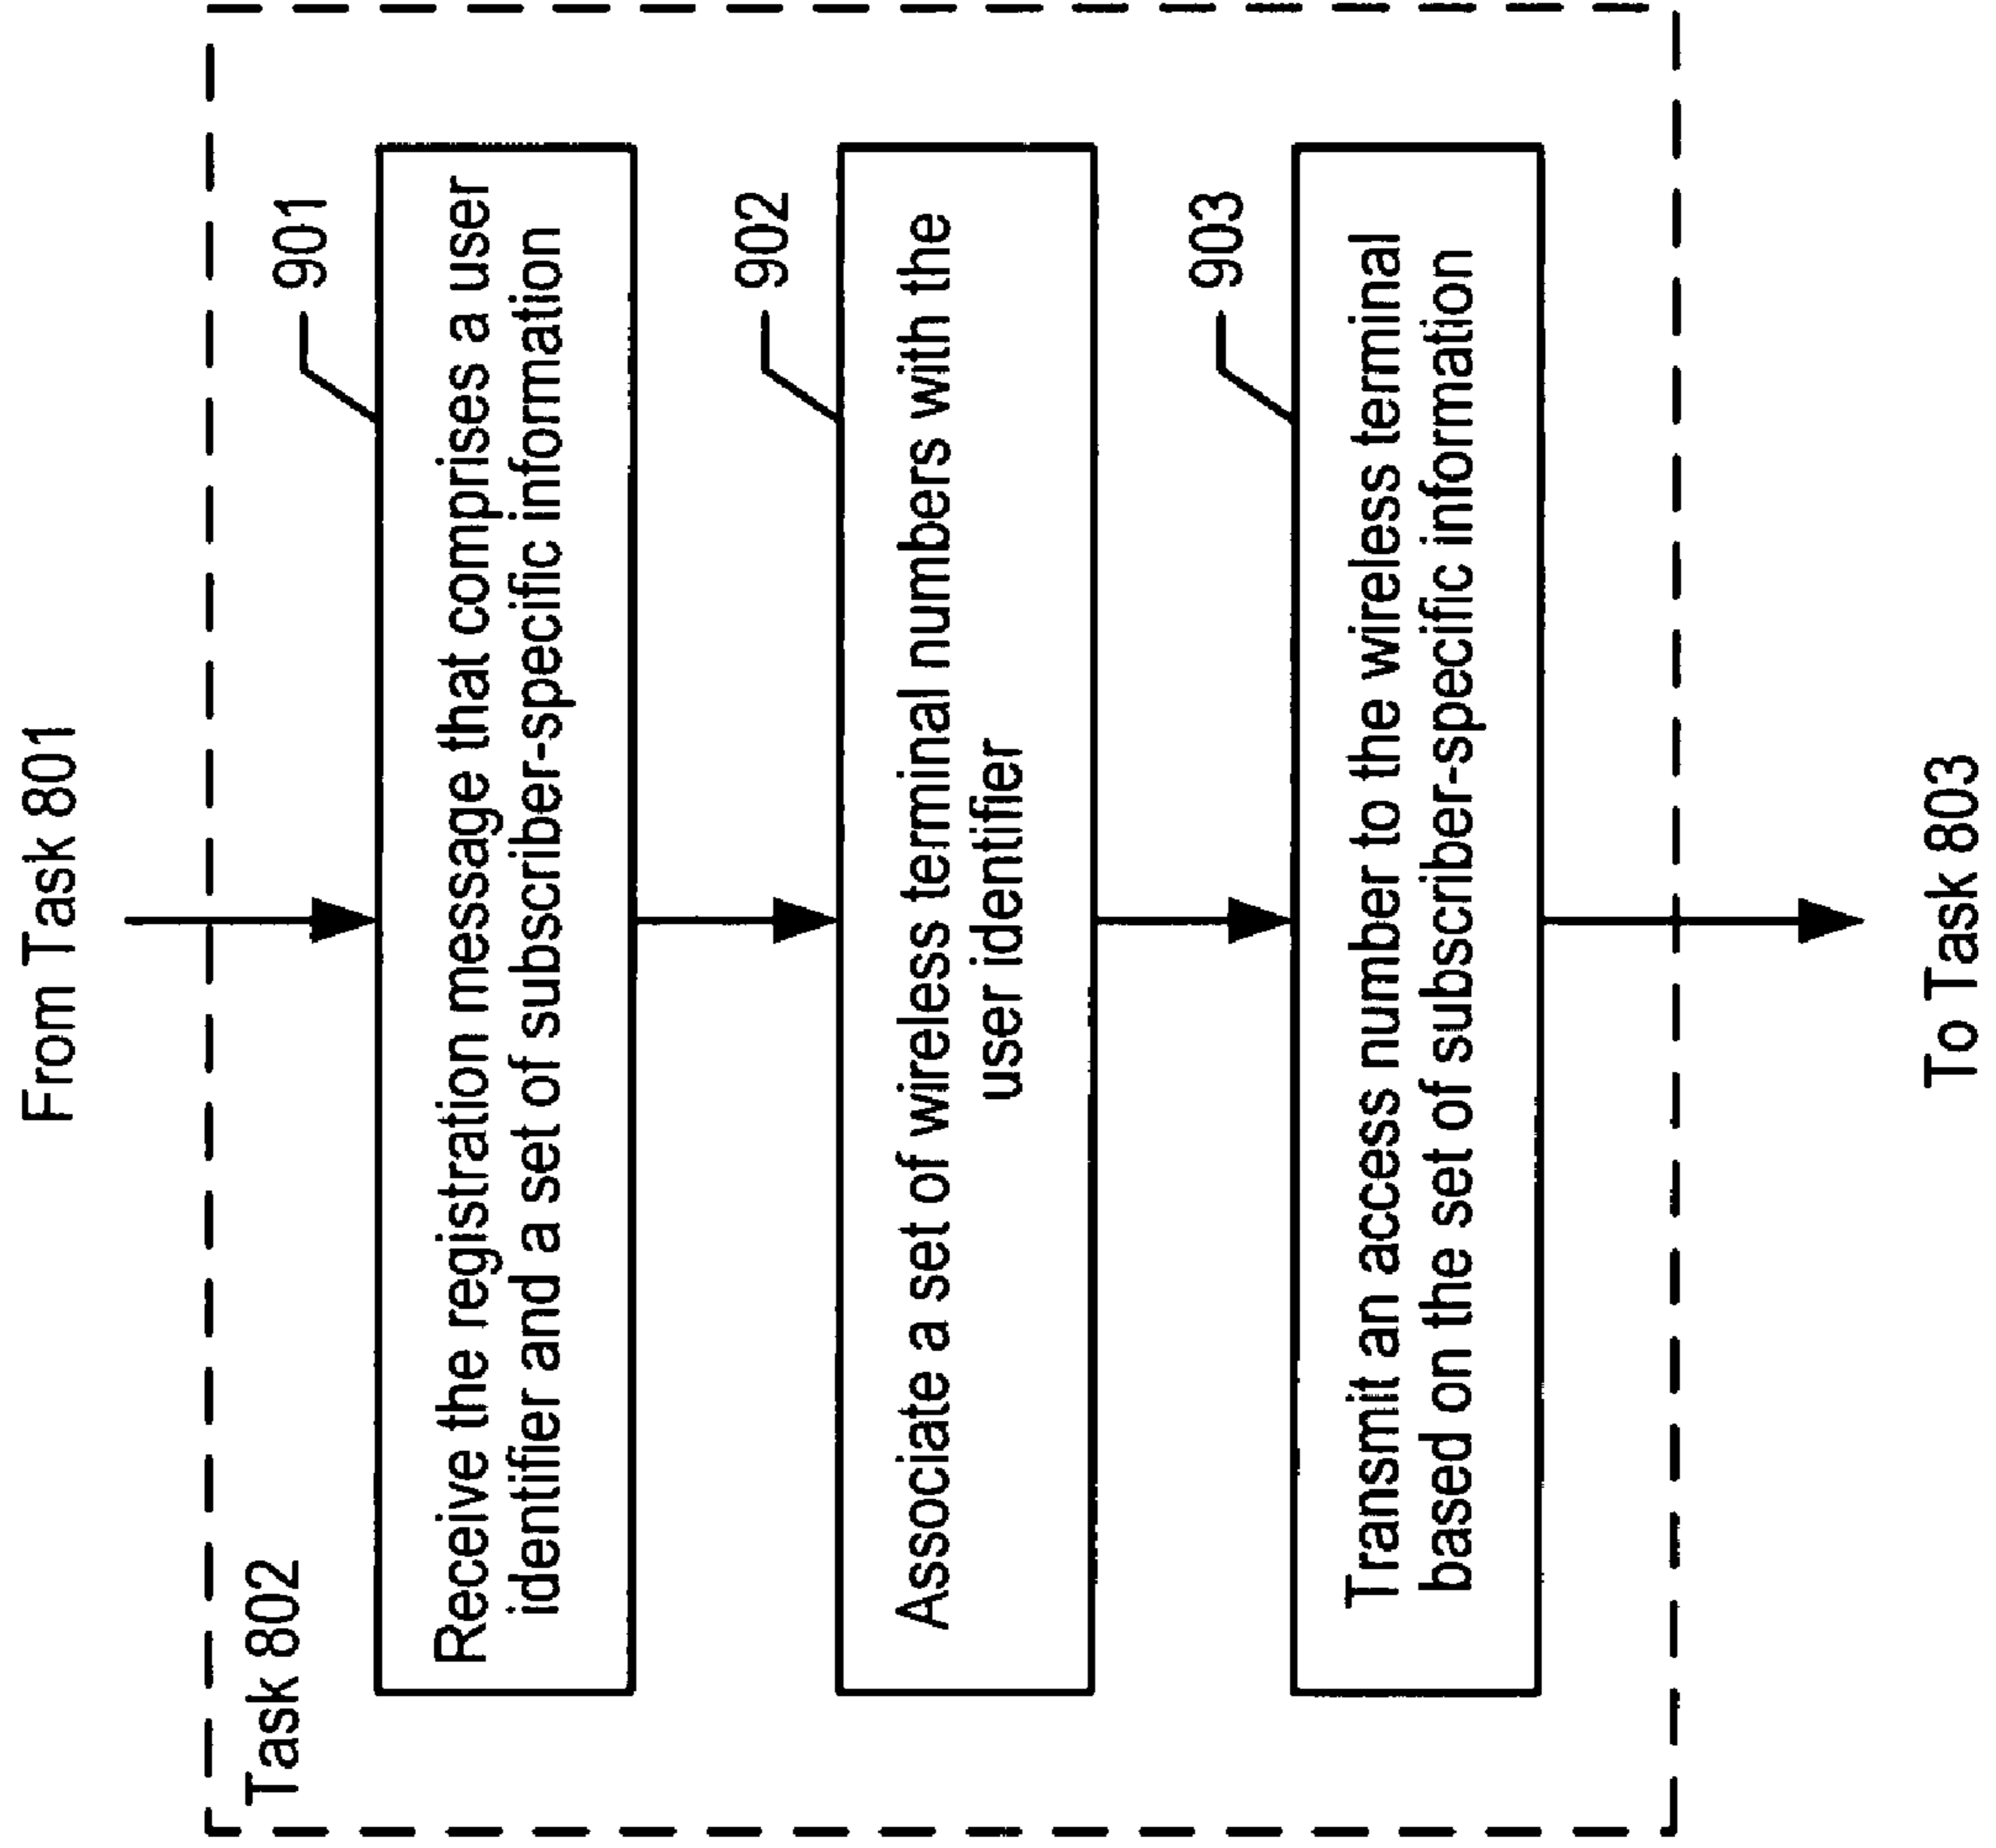 From Task 801
Task 802
901
Receive the registration message that comprises a user
identifier and a set of subscriber-specific information
902
Associate a set of wireless terminal numbers with the
user identifier
903
Transmit an access number to the wireless terminal
based on the set of subscriber-specific information
To Task 803